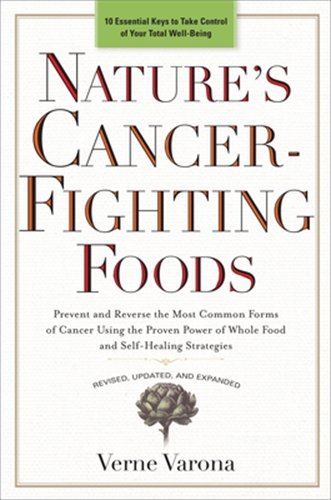 10 Essential Keys to Take Control
of Your Total Well-Being
NATURE'S
CANCER-
FIGHTING
FOODS
Prevent and Reverse the Most Common Forms
of Cancer Using the Proven Power of Whole Food
and Self-Healing Strategies
REVISED, UPDATED, AND EXPANDED
Verne Varona